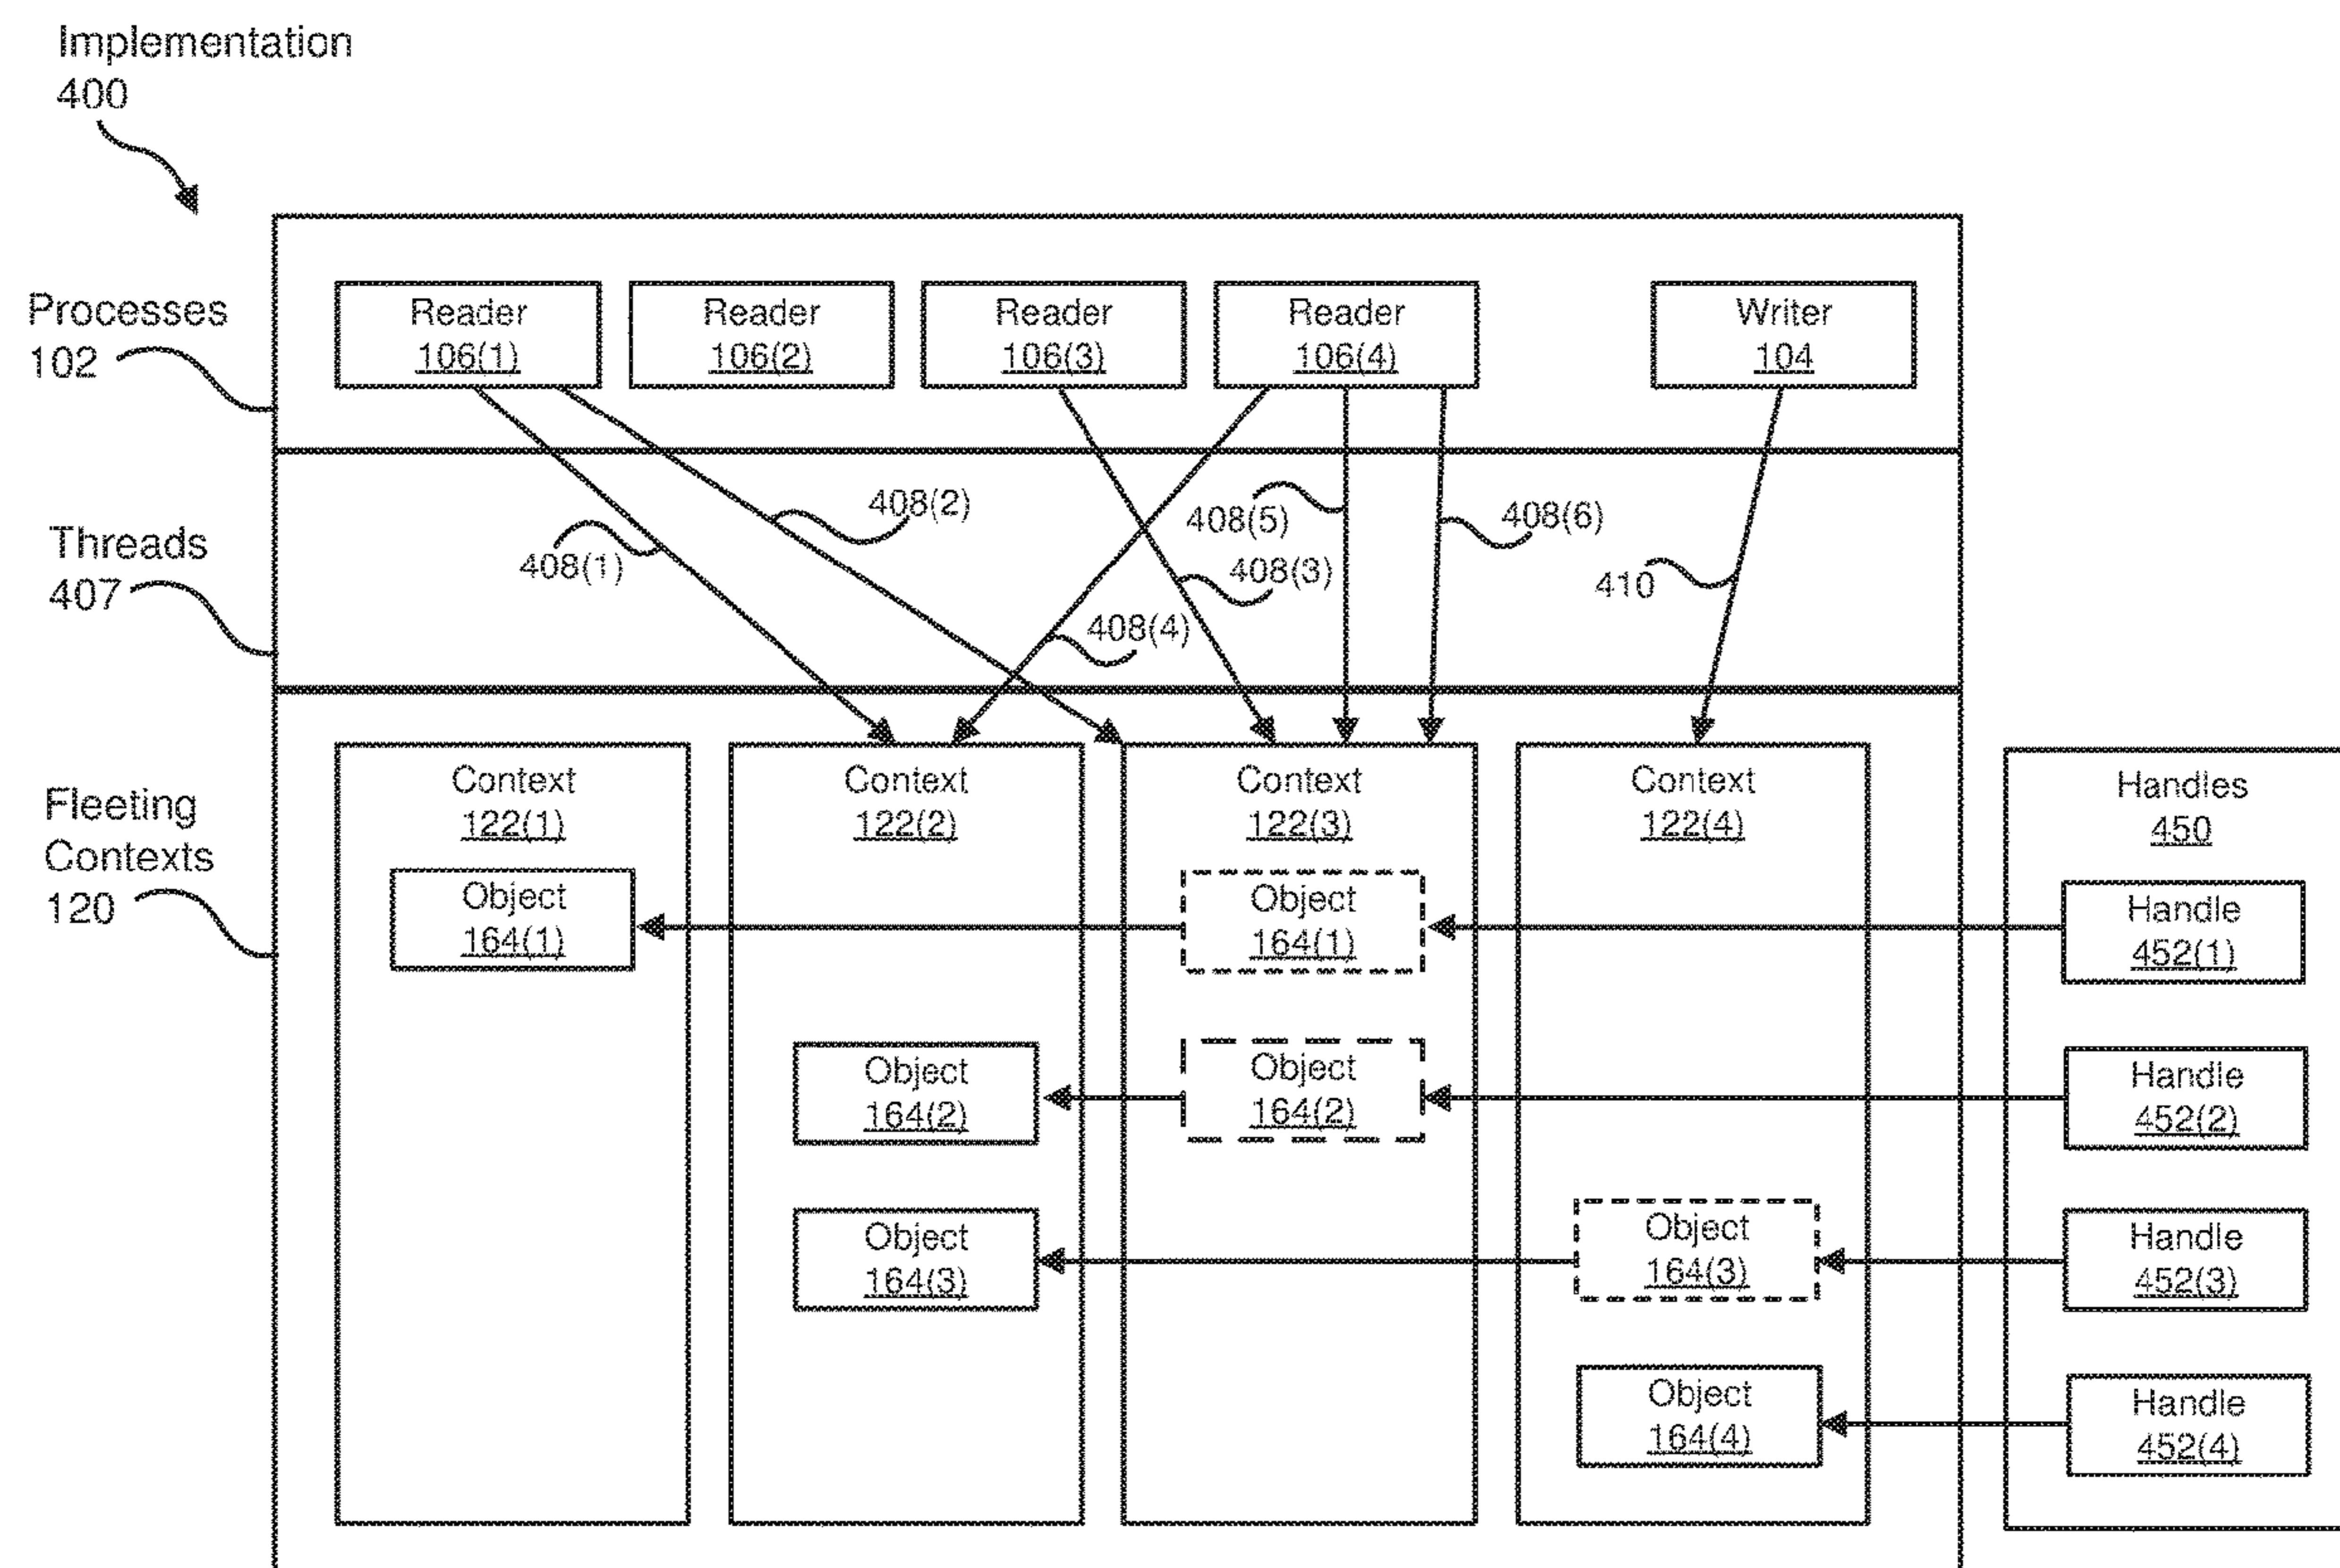 Implementation
400
Processes
102
Reader
106(1)
Reader
106(2)
Reader
106(3)
Reader
106(4)
Writer
104
Threads
407
408(1)
408(2)
408(5)
408(3)
408(4)
408(6)
410
Fleeting
Contexts
120
Context
122(1)
Object
164(1)
Context
122(2)
Object
164(2)
Object
164(3)
Context
122(3)
Object
164(1)
Object
164(2)
Context
122(4)
Object
164(3)
Object
164(4)
Handles
450
Handle
452(1)
Handle
452(2)
Handle
452(3)
Handle
452(4)